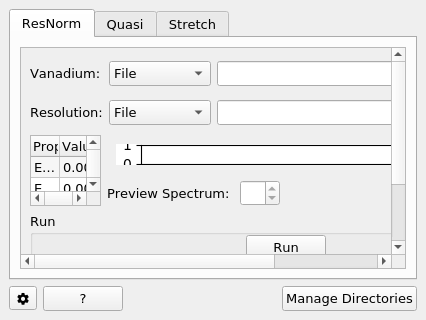 ResNorm Quasi Stretch
Vanadium: File
Resolution: File
Prop Valu
E... 0.00
E... 0.00
1
0
Preview Spectrum:
Run
Run
? Manage Directories